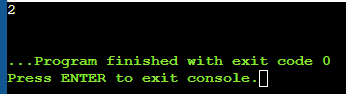 2
...Program finished with exit code 0
Press ENTER to exit console.